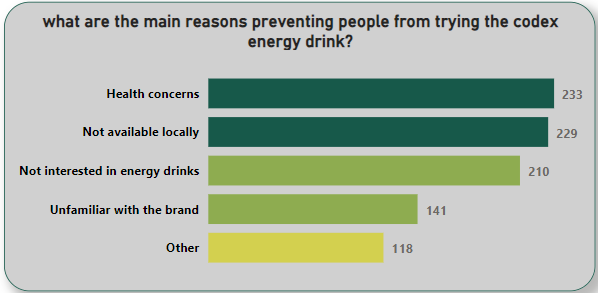 what are the main reasons preventing people from trying the codex
energy drink?
Health concerns 233
Not available locally 229
Not interested in energy drinks 210
Unfamiliar with the brand 141
Other 118